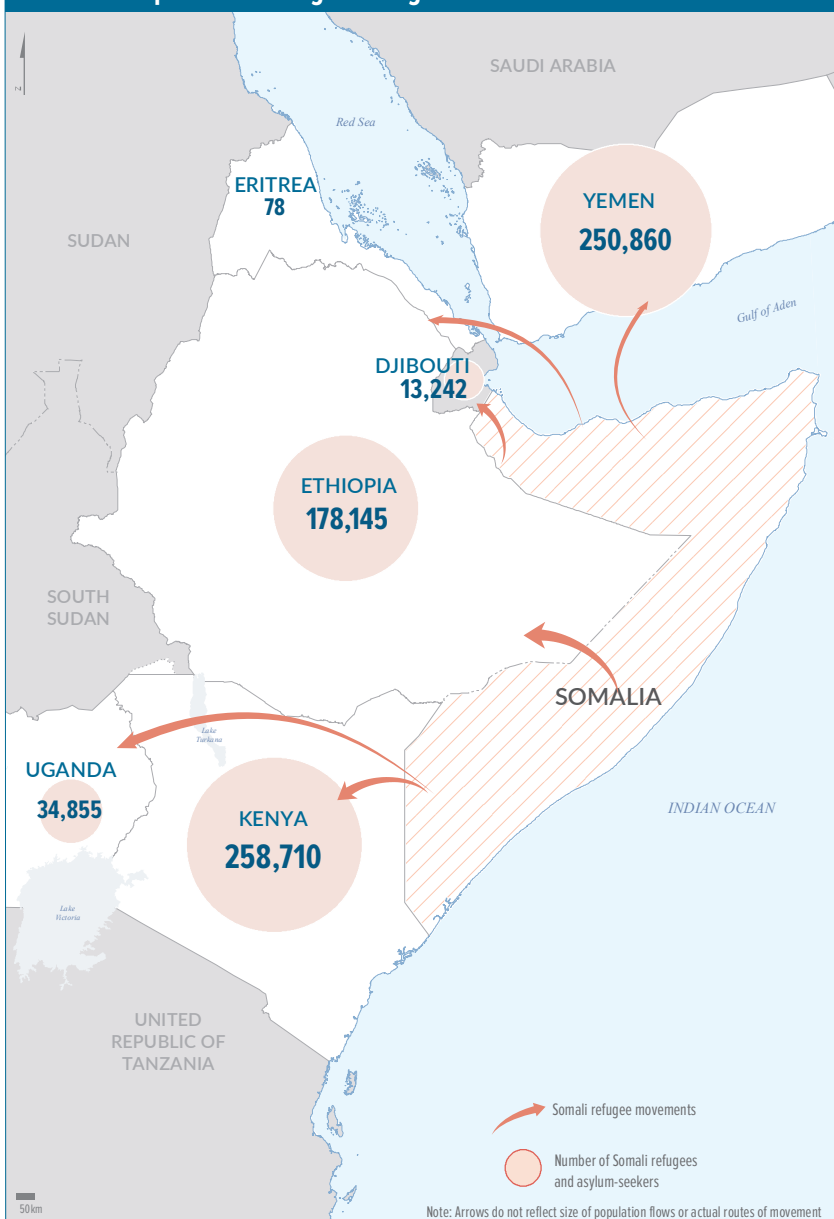 N
SAUDI ARABIA
Red Sea
ERITREA
78
YEMEN
250,860
SUDAN
Gulf of Aden
DJIBOUTI
13,242
ETHIOPIA
178,145
SOUTH
SUDAN
SOMALIA
Lake
Turkana
UGANDA
34,855
KENYA
258,710
INDIAN OCEAN
Lake
Victoria
UNITED
REPUBLIC OF
TANZANIA
Somali refugee movements
Number of Somali refugees
and asylum-seekers
50km
Note: Arrows do not reflect size of population flows or actual routes of movement